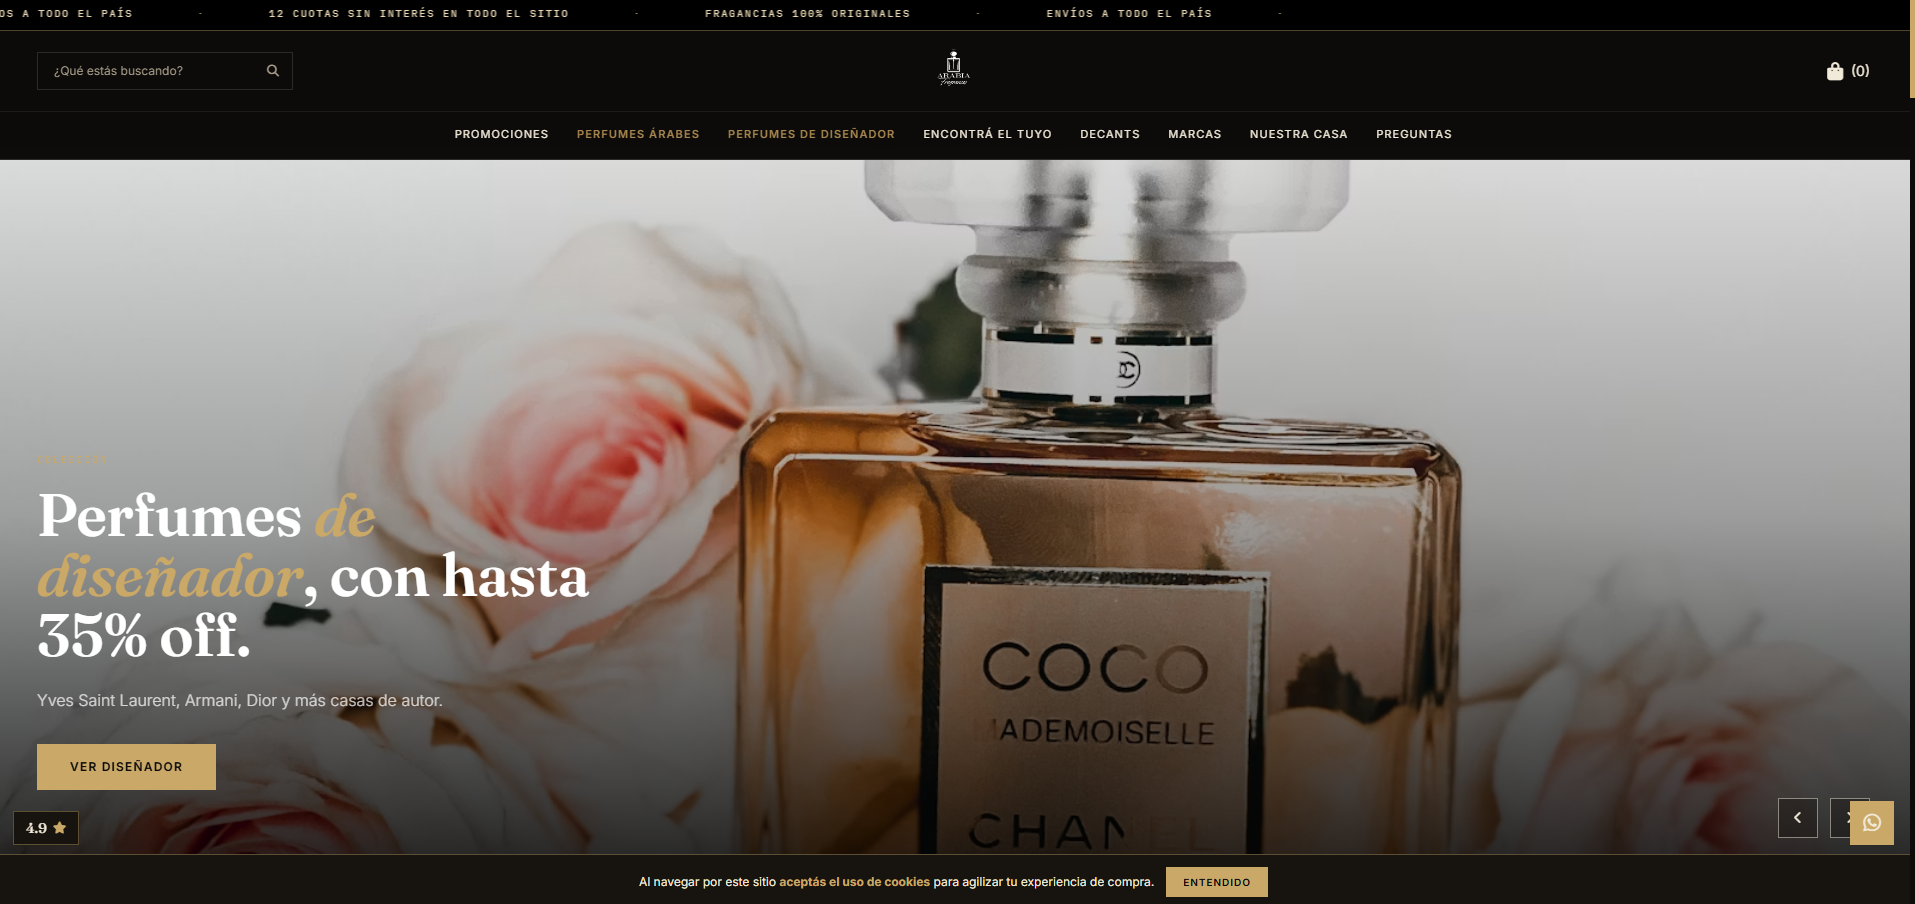 OS A TODO EL PAÍS - 12 CUOTAS SIN INTERÉS EN TODO EL SITIO - FRAGANCIAS 100% ORIGINALES - ENVÍOS A TODO EL PAÍS -
¿Qué estás buscando?
ARABIA
(0)
PROMOCIONES PERFUMES ÁRABES PERFUMES DE DISEÑADOR ENCONTRÁ EL TUYO DECANTS MARCAS NUESTRA CASA PREGUNTAS
Perfumes de
diseñador, con hasta
35% off.
Yves Saint Laurent, Armani, Dior y más casas de autor.
VER DISEÑADOR
COCO
MADEMOISELLE
CHANEL
4.9
Al navegar por este sitio aceptás el uso de cookies para agilizar tu experiencia de compra. ENTENDIDO